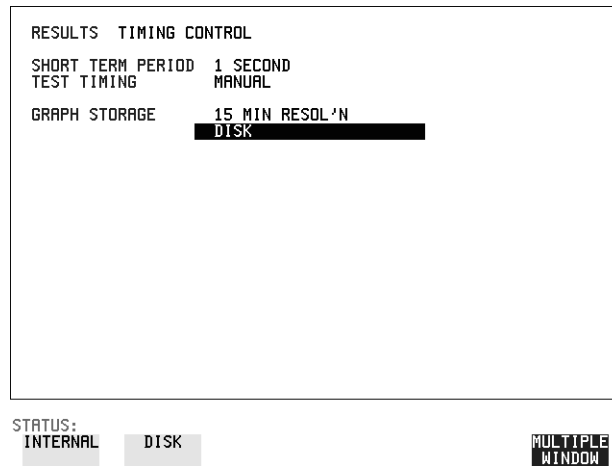 RESULTS TIMING CONTROL
SHORT TERM PERIOD 1 SECOND
TEST TIMING MANUAL
GRAPH STORAGE 15 MIN RESOL'N
DISK
STATUS:
INTERNAL DISK MULTIPLE
WINDOW